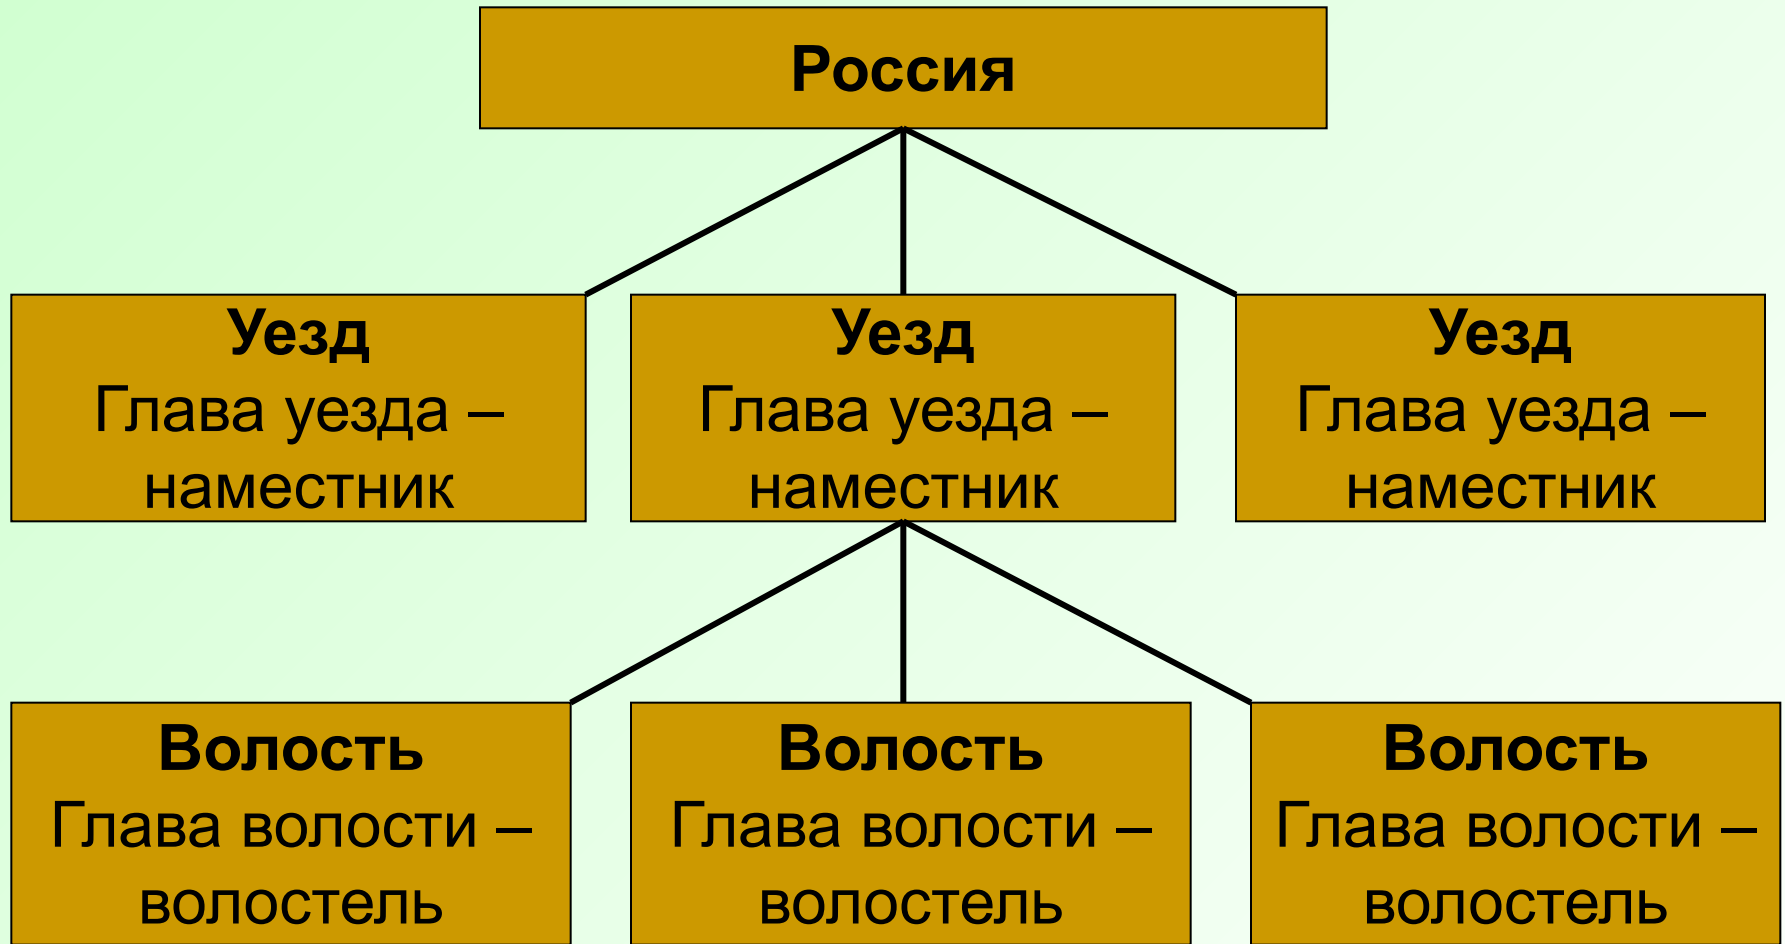 Россия
Уезд
Глава уезда –
наместник
Уезд
Глава уезда –
наместник
Уезд
Глава уезда –
наместник
Волость
Глава волости –
волостель
Волость
Глава волости –
волостель
Волость
Глава волости –
волостель